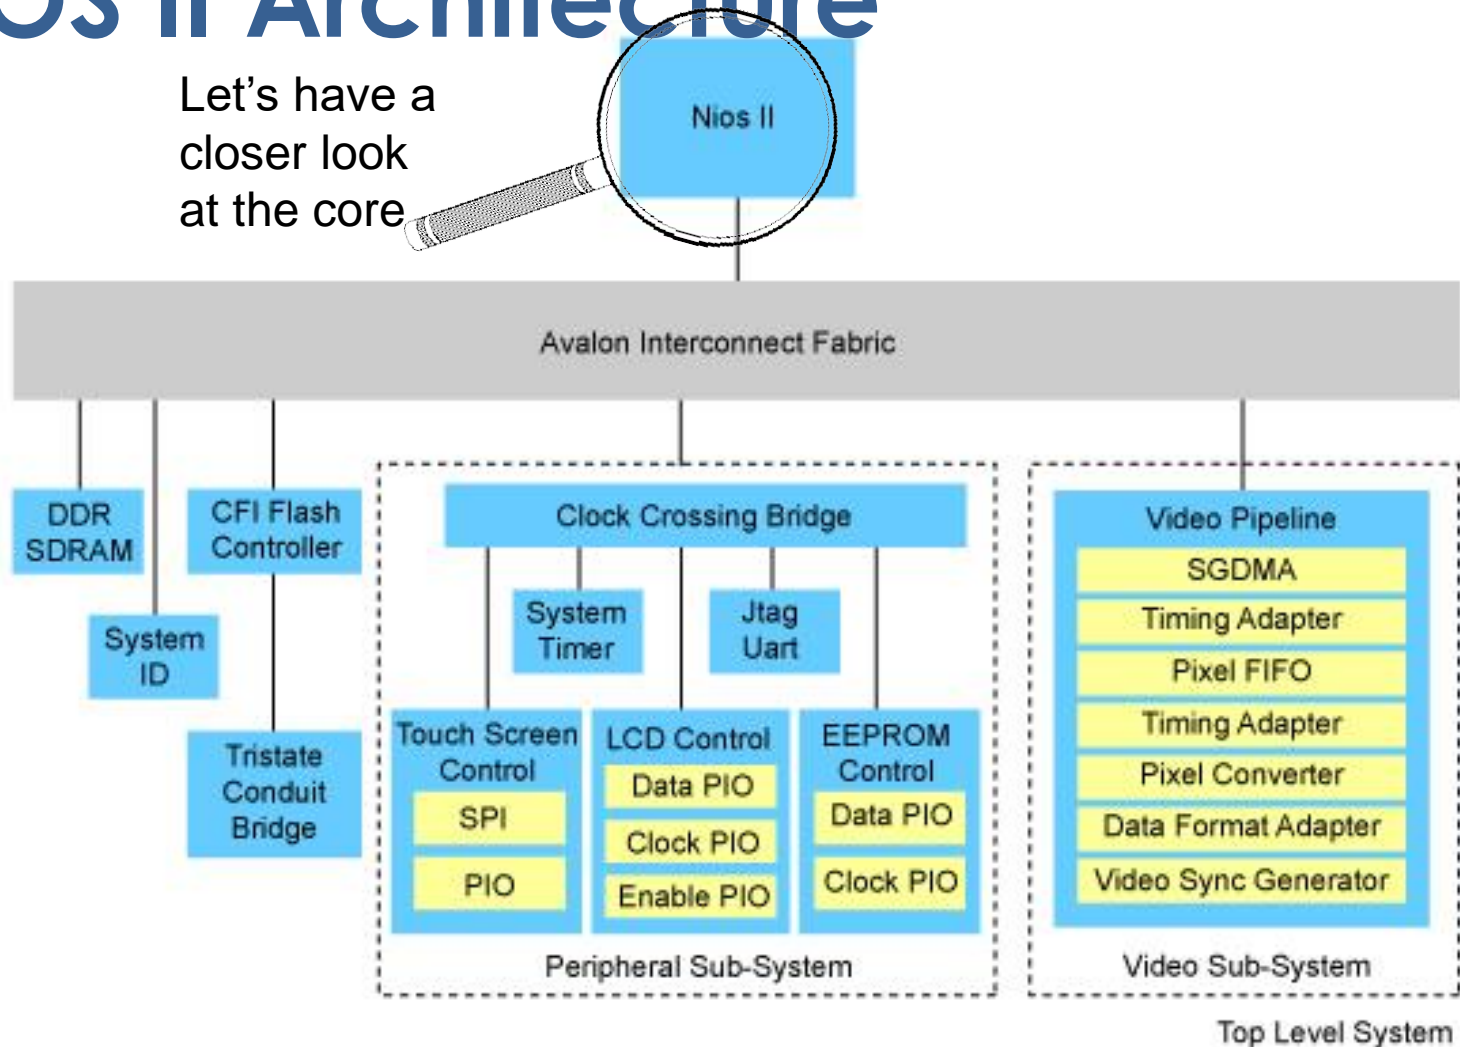 OS II Architecture
Let's have a
closer look
at the core
Nios II
Avalon Interconnect Fabric
DDR
SDRAM
System
ID
CFI Flash
Controller
Tristate
Conduit
Bridge
Clock Crossing Bridge
System
Timer
Jtag
Uart
Touch Screen
Control
SPI
PIO
LCD Control
Data PIO
Clock PIO
Enable PIO
EEPROM
Control
Data PIO
Clock PIO
Peripheral Sub-System
Video Pipeline
SGDMA
Timing Adapter
Pixel FIFO
Timing Adapter
Pixel Converter
Data Format Adapter
Video Sync Generator
Video Sub-System
Top Level System